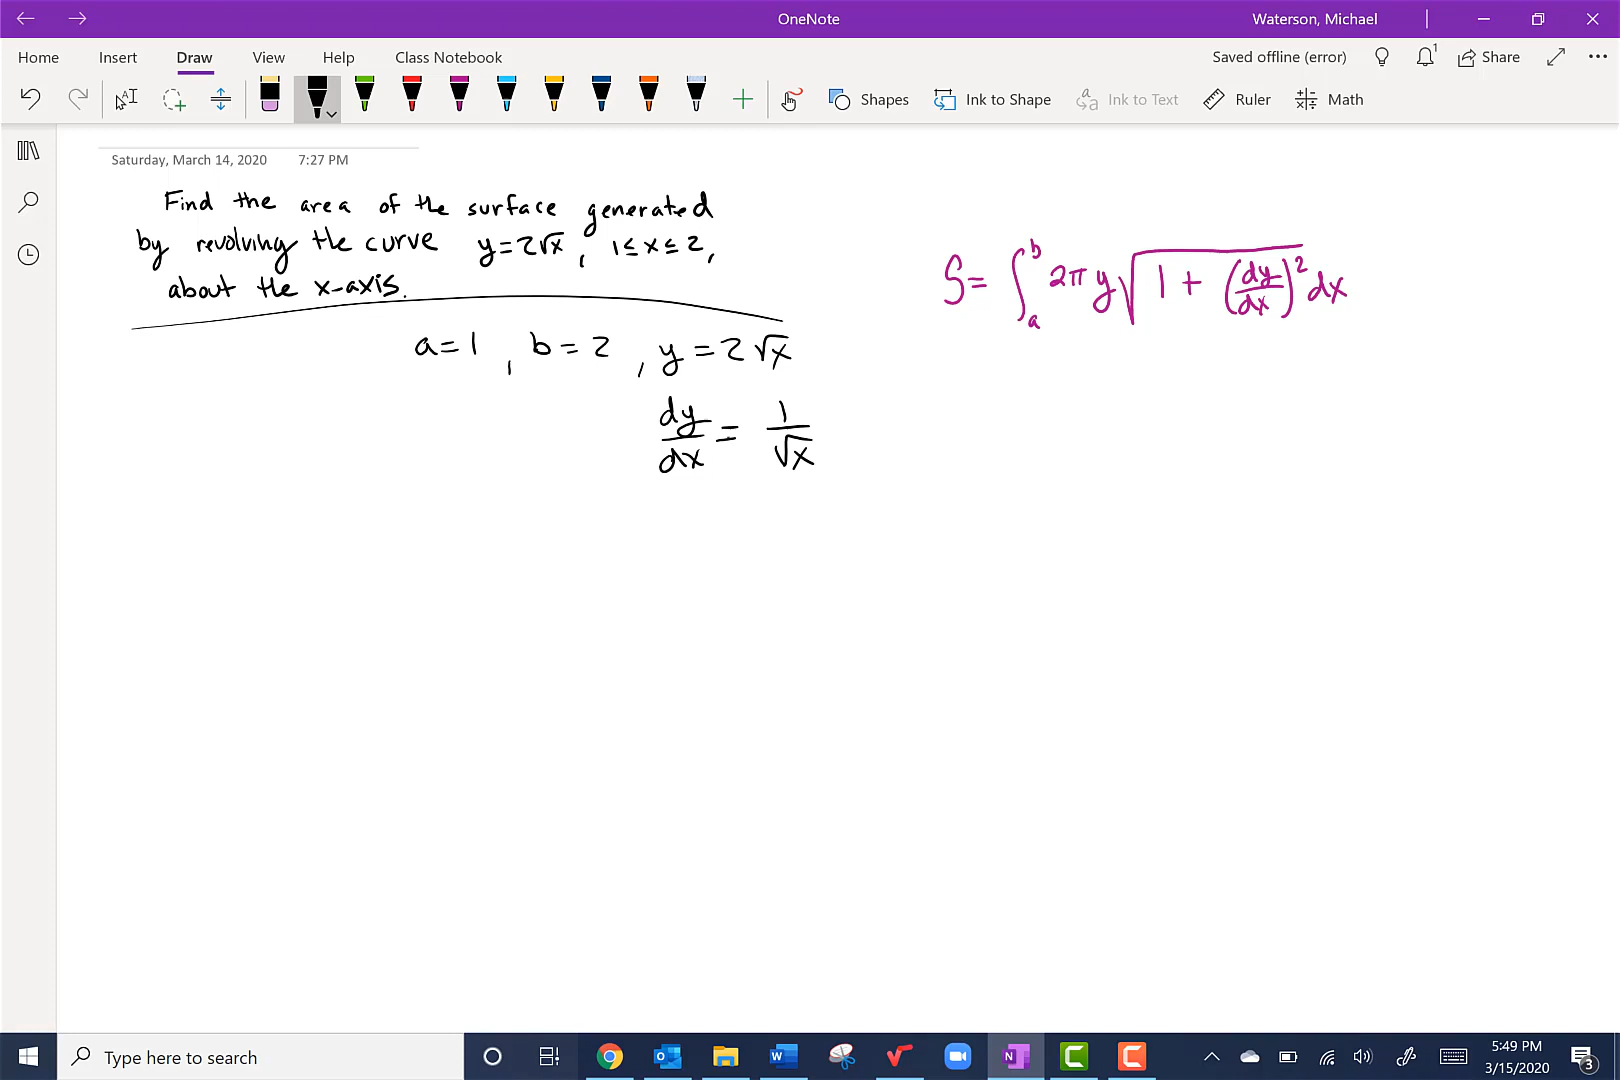 OneNote
Waterson, Michael
Home Insert Draw View Help Class Notebook
Saved offline (error) 1 Share
AI Shapes Ink to Shape Ink to Text Ruler Math
Saturday, March 14, 2020 7:27 PM
Find the area of the surface generated
by revolving the curve y=2√x, 1≤x≤2,
about the x-axis.
S= ∫_a^b 2π y √(1 + (dy/dx)^2) dx
a=1, b=2, y=2√x
dy/dx = 1/√x
Type here to search
5:49 PM
3/15/2020
3